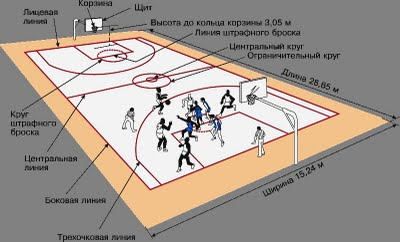 Корзина
Щит
Лицевая
линия
Высота до кольца корзины 3,05 м
Линия штрафного
броска
Центральный круг
Ограничительный круг
Длина 28,65 м
Круг
штрафного
броска
Центральная
линия
Боковая линия
Трехочковая линия
Ширина 15,24 м